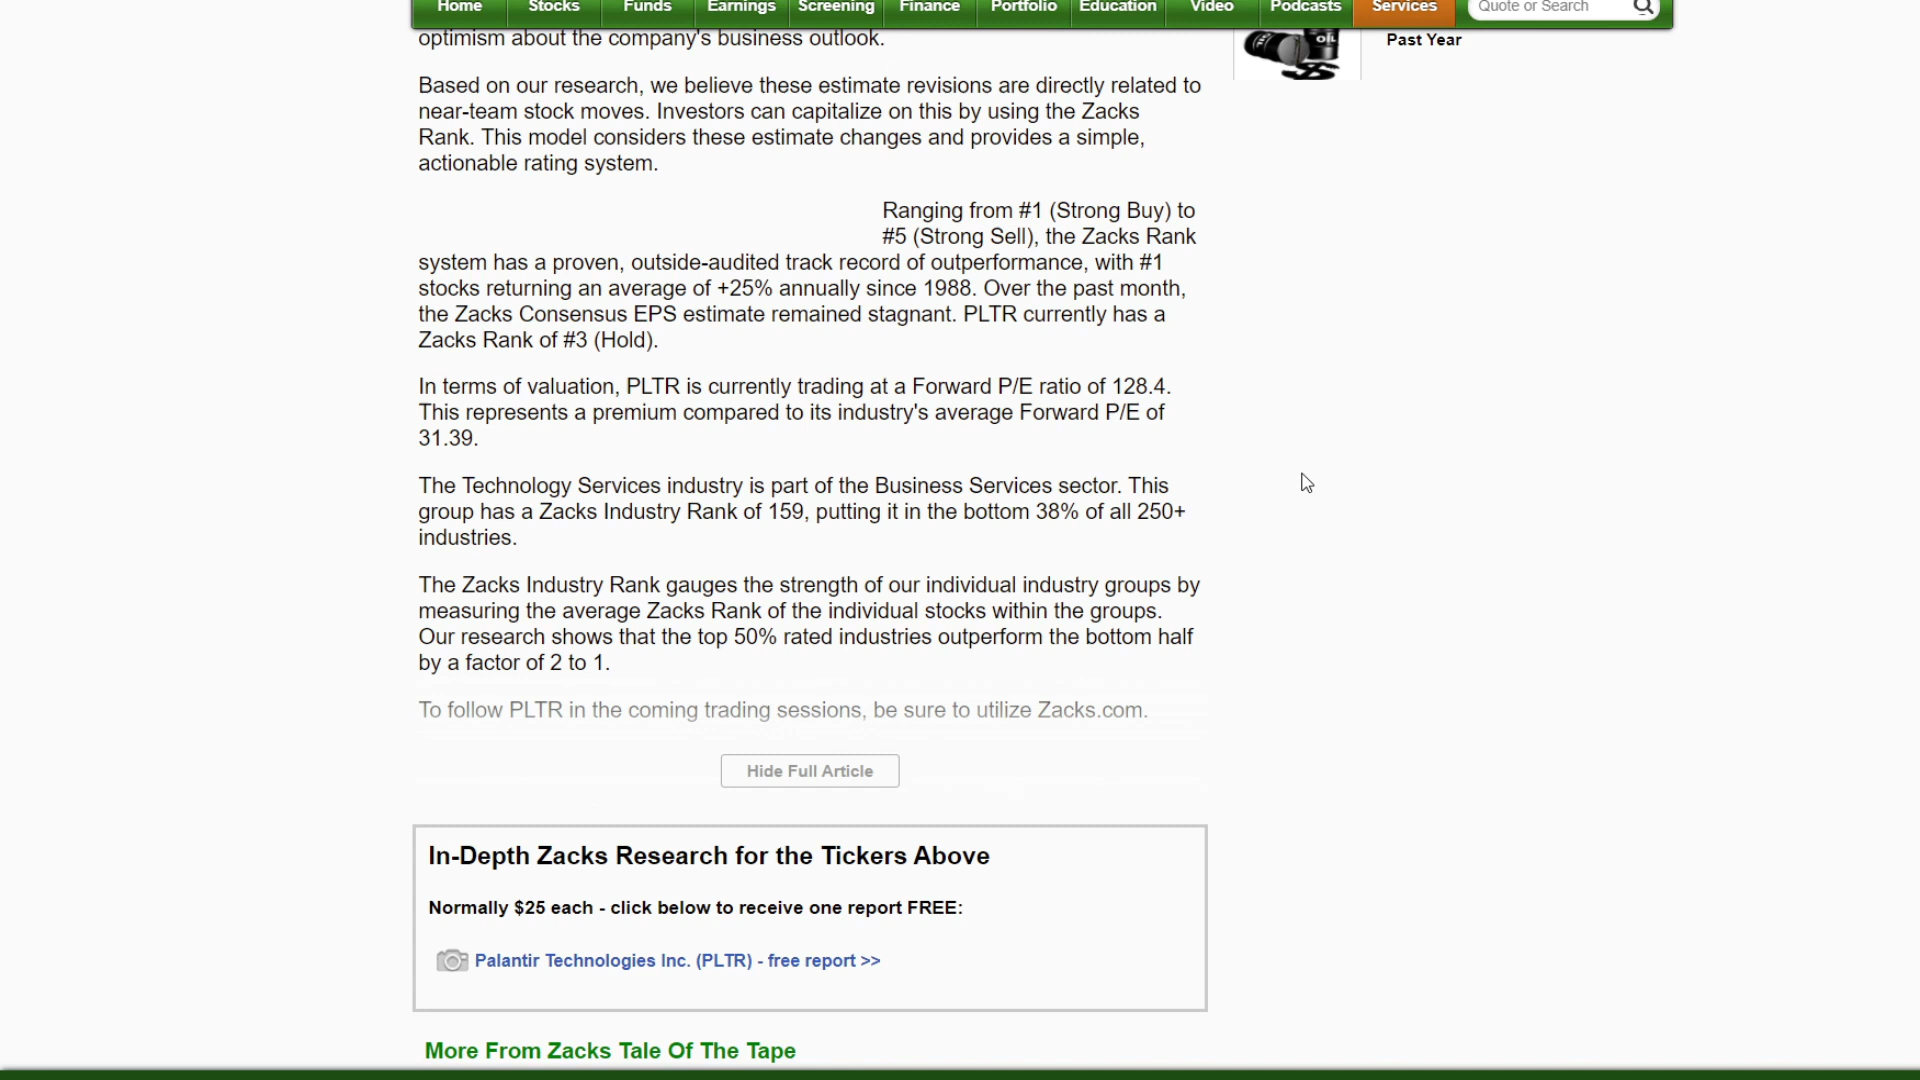 Home Stocks Funds Earnings Screening Finance Portfolio Education Video Podcasts Services Quote or Search
optimism about the company's business outlook.
OIL
Past Year
Based on our research, we believe these estimate revisions are directly related to
near-team stock moves. Investors can capitalize on this by using the Zacks
Rank. This model considers these estimate changes and provides a simple,
actionable rating system.
Ranging from #1 (Strong Buy) to
#5 (Strong Sell), the Zacks Rank
system has a proven, outside-audited track record of outperformance, with #1
stocks returning an average of +25% annually since 1988. Over the past month,
the Zacks Consensus EPS estimate remained stagnant. PLTR currently has a
Zacks Rank of #3 (Hold).
In terms of valuation, PLTR is currently trading at a Forward P/E ratio of 128.4.
This represents a premium compared to its industry's average Forward P/E of
31.39.
The Technology Services industry is part of the Business Services sector. This
group has a Zacks Industry Rank of 159, putting it in the bottom 38% of all 250+
industries.
The Zacks Industry Rank gauges the strength of our individual industry groups by
measuring the average Zacks Rank of the individual stocks within the groups.
Our research shows that the top 50% rated industries outperform the bottom half
by a factor of 2 to 1.
To follow PLTR in the coming trading sessions, be sure to utilize Zacks.com.
Hide Full Article
In-Depth Zacks Research for the Tickers Above
Normally $25 each - click below to receive one report FREE:
Palantir Technologies Inc. (PLTR) - free report >>
More From Zacks Tale Of The Tape